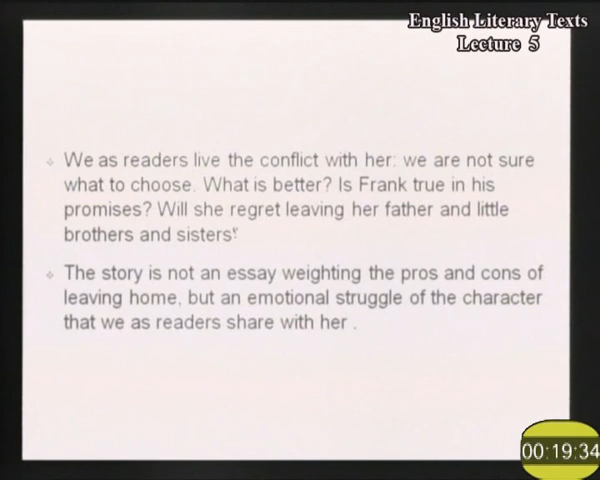 English Literary Texts
Lecture 5
We as readers live the conflict with her: we are not sure
what to choose. What is better? Is Frank true in his
promises? Will she regret leaving her father and little
brothers and sisters؟
The story is not an essay weighting the pros and cons of
leaving home, but an emotional struggle of the character
that we as readers share with her .
00:19:34